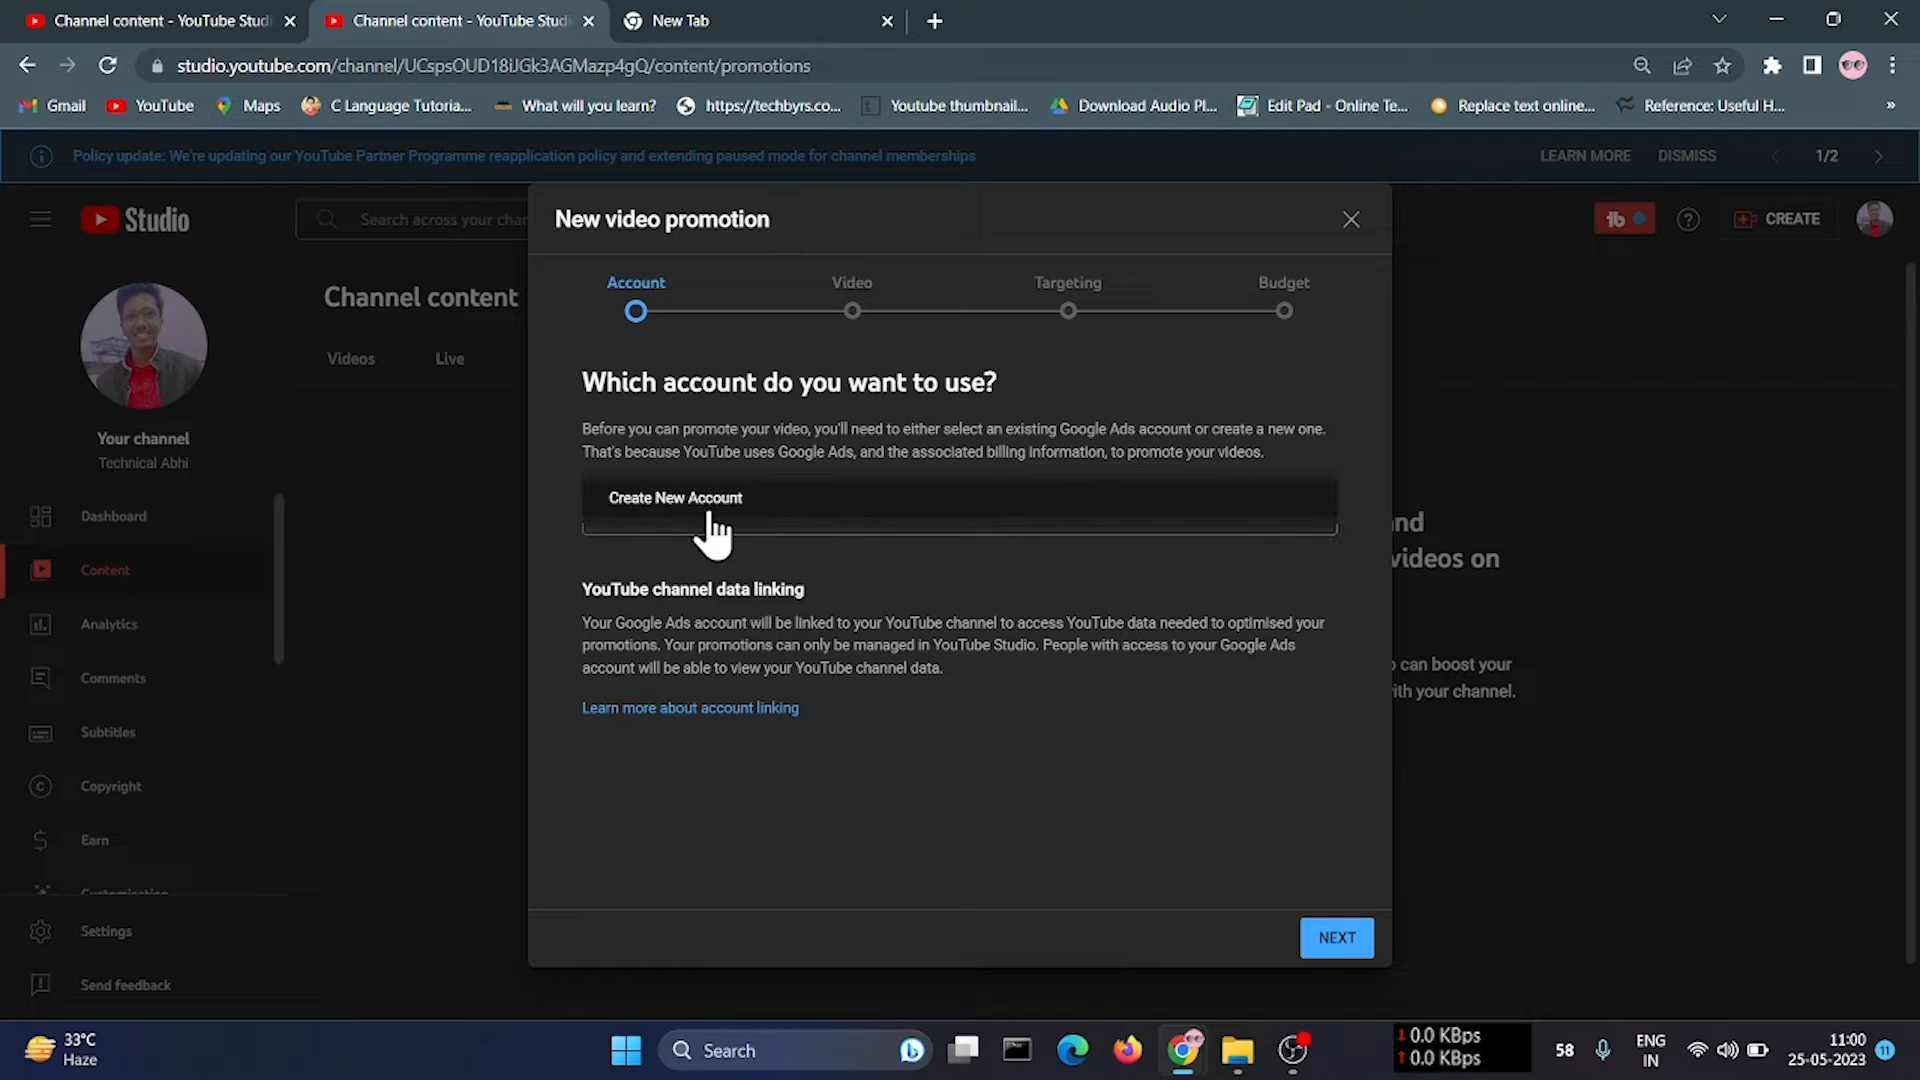 Channel content - YouTube Studi
Channel content - YouTube Studi
New Tab
studio.youtube.com/channel/UCspsOUD18iJGk3AGMazp4gQ/content/promotions
Gmail
YouTube
Maps
C Language Tutoria...
What will you learn?
https://techbyrs.co...
Youtube thumbnail...
Download Audio Pl...
Edit Pad - Online Te...
Replace text online...
Reference: Useful H...
»
Policy update: We're updating our YouTube Partner Programme reapplication policy and extending paused mode for channel memberships
LEARN MORE
DISMISS
1/2
Studio
Search across your chan
New video promotion
CREATE
Account
Video
Targeting
Budget
Channel content
Videos
Live
Which account do you want to use?
Before you can promote your video, you'll need to either select an existing Google Ads account or create a new one.
That's because YouTube uses Google Ads, and the associated billing information, to promote your videos.
Your channel
Technical Abhi
Create New Account
nd
videos on
Dashboard
Content
Analytics
Comments
Subtitles
Copyright
Earn
Customisation
Settings
Send feedback
YouTube channel data linking
Your Google Ads account will be linked to your YouTube channel to access YouTube data needed to optimised your
promotions. Your promotions can only be managed in YouTube Studio. People with access to your Google Ads
account will be able to view your YouTube channel data.
Learn more about account linking
can boost your
ith your channel.
NEXT
33°C
Haze
Search
0.0 KBps
0.0 KBps
58
ENG
IN
11:00
25-05-2023
11